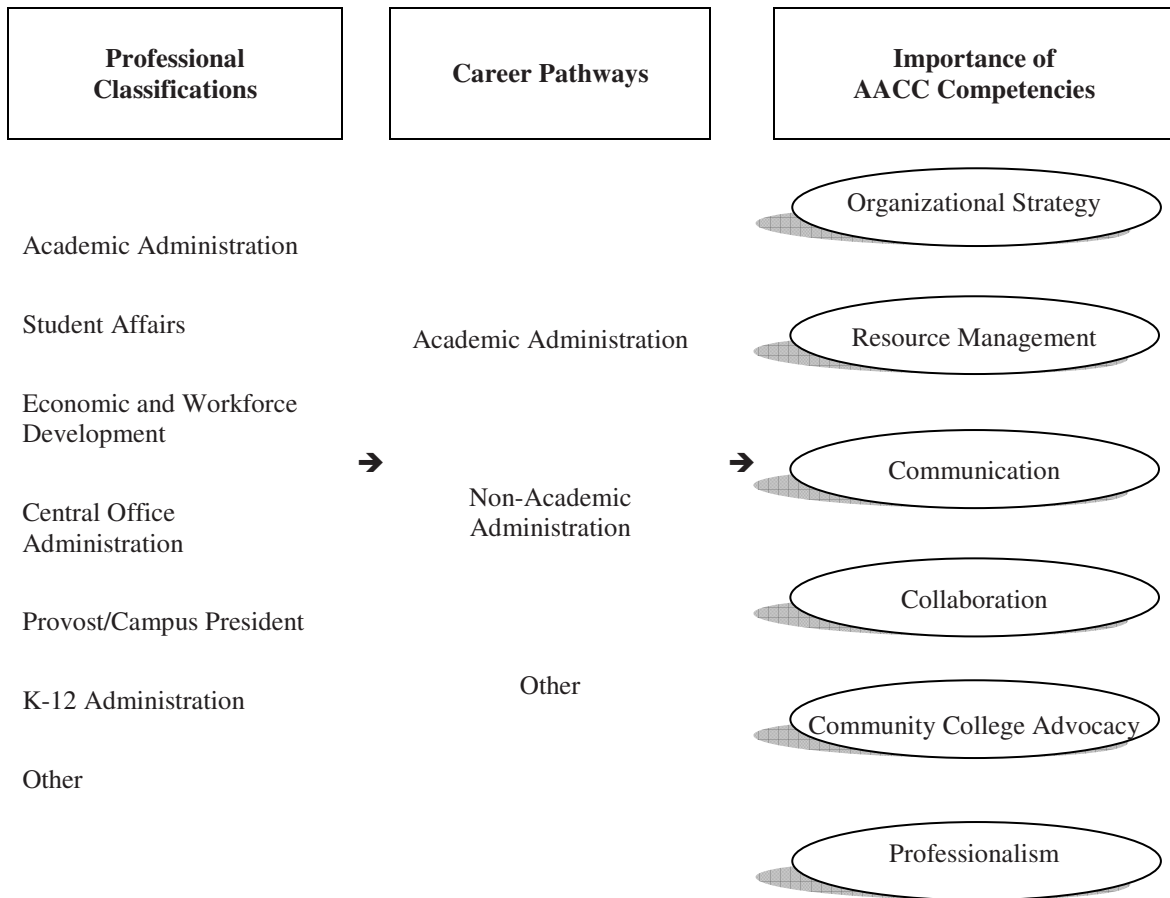 Professional
Classifications
Career Pathways
Importance of
AACC Competencies
Academic Administration
Student Affairs
Economic and Workforce
Development
Central Office
Administration
Provost/Campus President
K-12 Administration
Other
➔
Academic Administration
Non-Academic
Administration
Other
➔
Organizational Strategy
Resource Management
Communication
Collaboration
Community College Advocacy
Professionalism